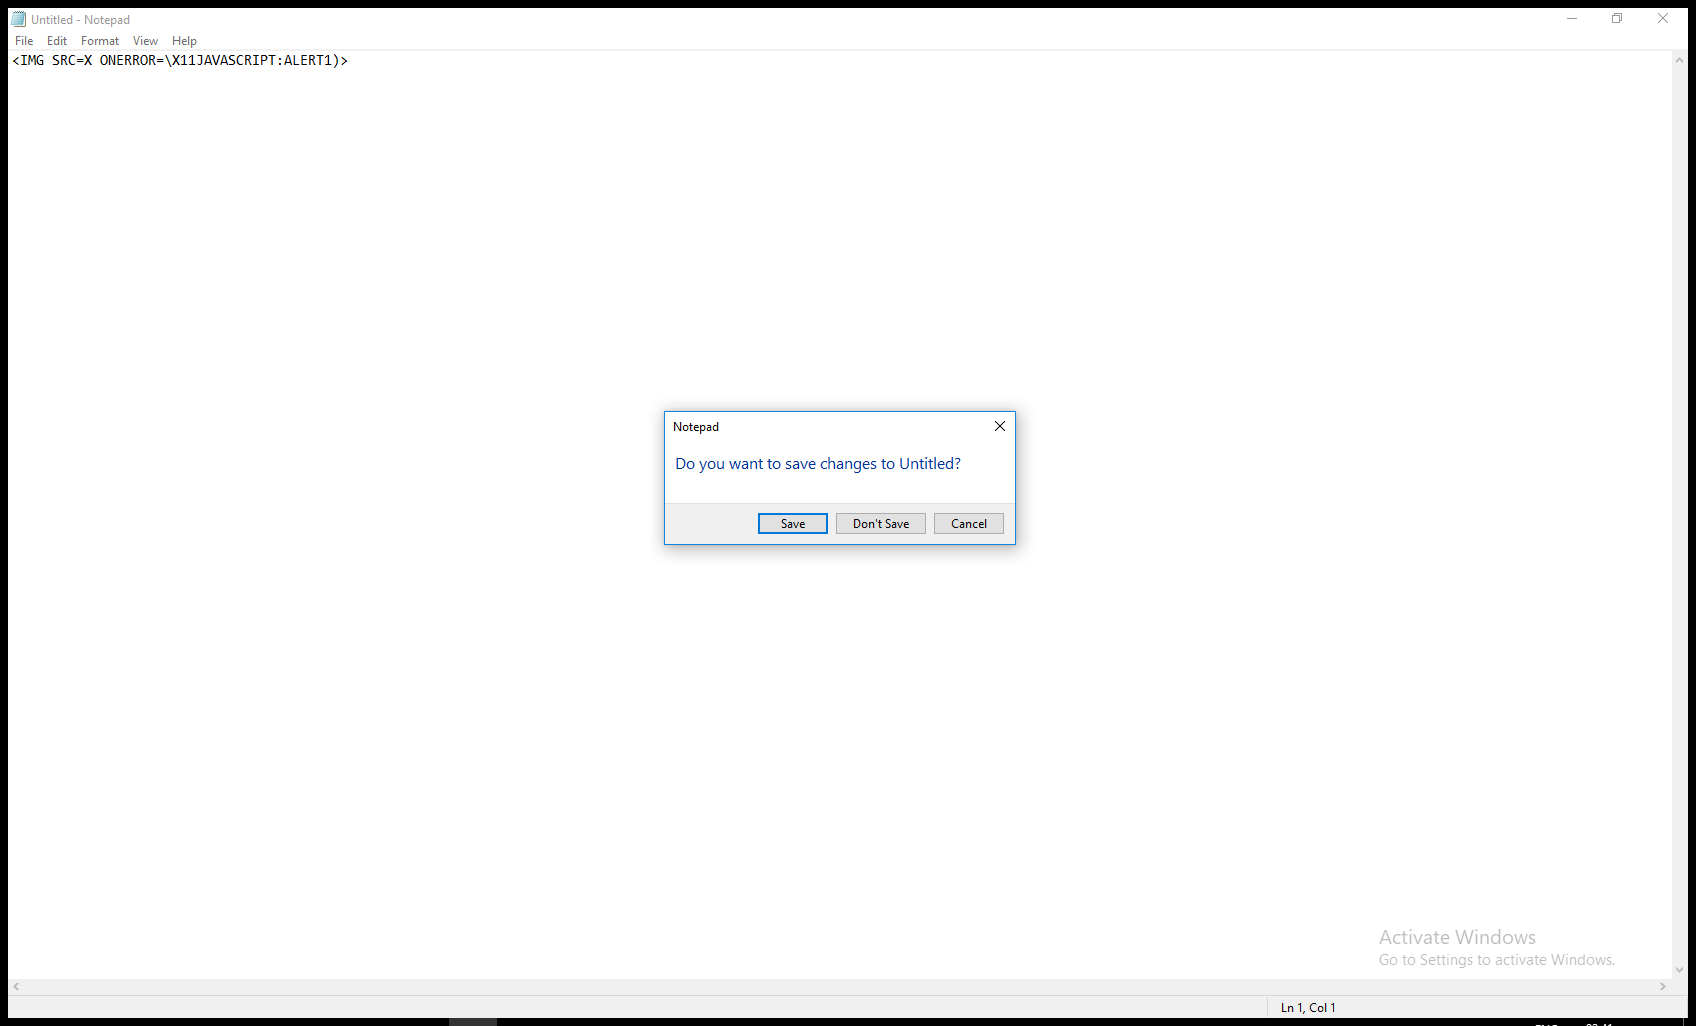 Untitled - Notepad
File Edit Format View Help
<IMG SRC=X ONERROR=\X11JAVASCRIPT:ALERT1)>
Notepad
Do you want to save changes to Untitled?
Save Don't Save Cancel
Activate Windows
Go to Settings to activate Windows.
Ln 1, Col 1